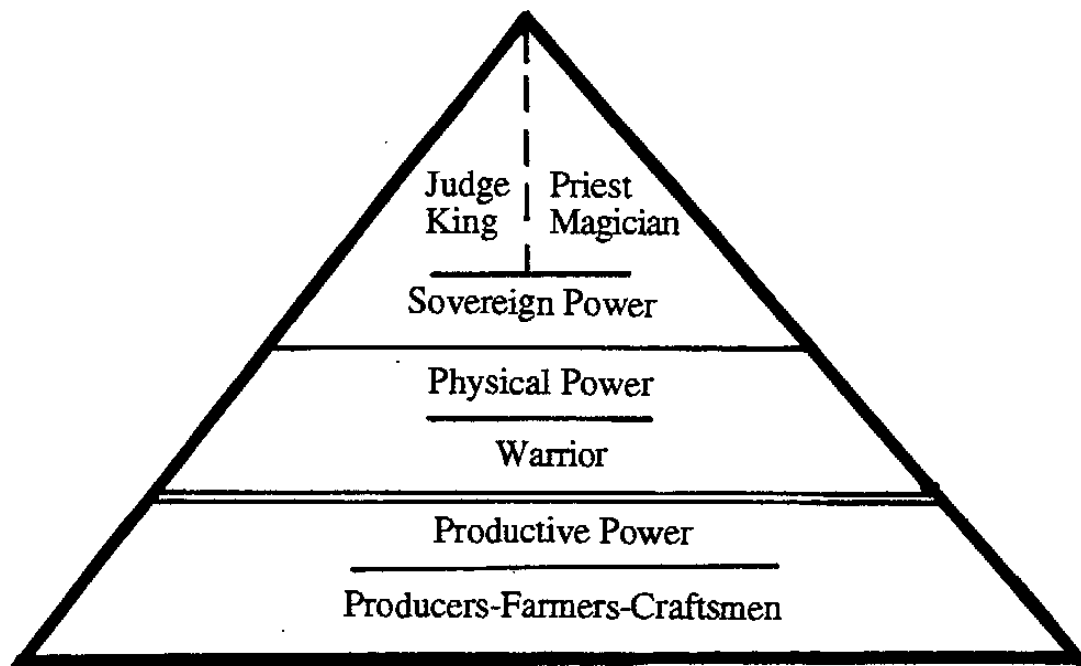 Judge
King
Priest
Magician
Sovereign Power
Physical Power
Warrior
Productive Power
Producers-Farmers-Craftsmen